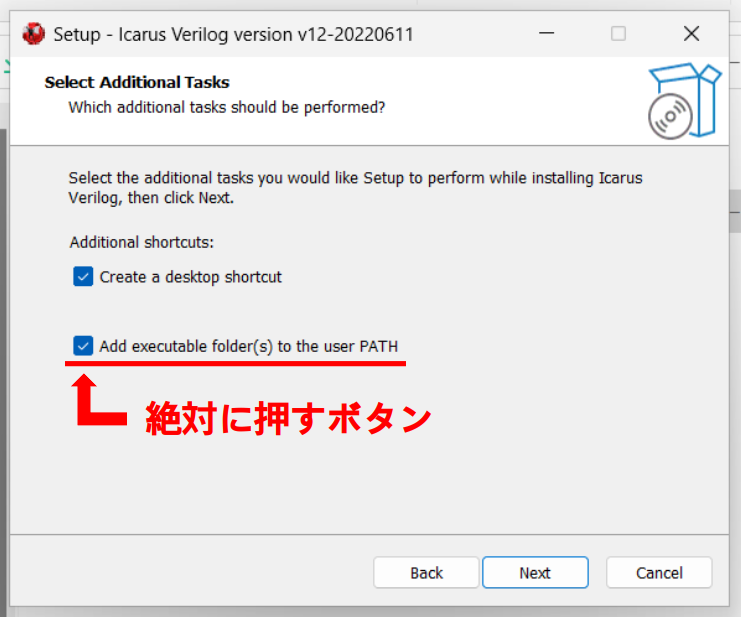 Setup - Icarus Verilog version v12-20220611
Select Additional Tasks
Which additional tasks should be performed?
Select the additional tasks you would like Setup to perform while installing Icarus
Verilog, then click Next.
Additional shortcuts:
Create a desktop shortcut
Add executable folder(s) to the user PATH
絶対に押すボタン
Back
Next
Cancel